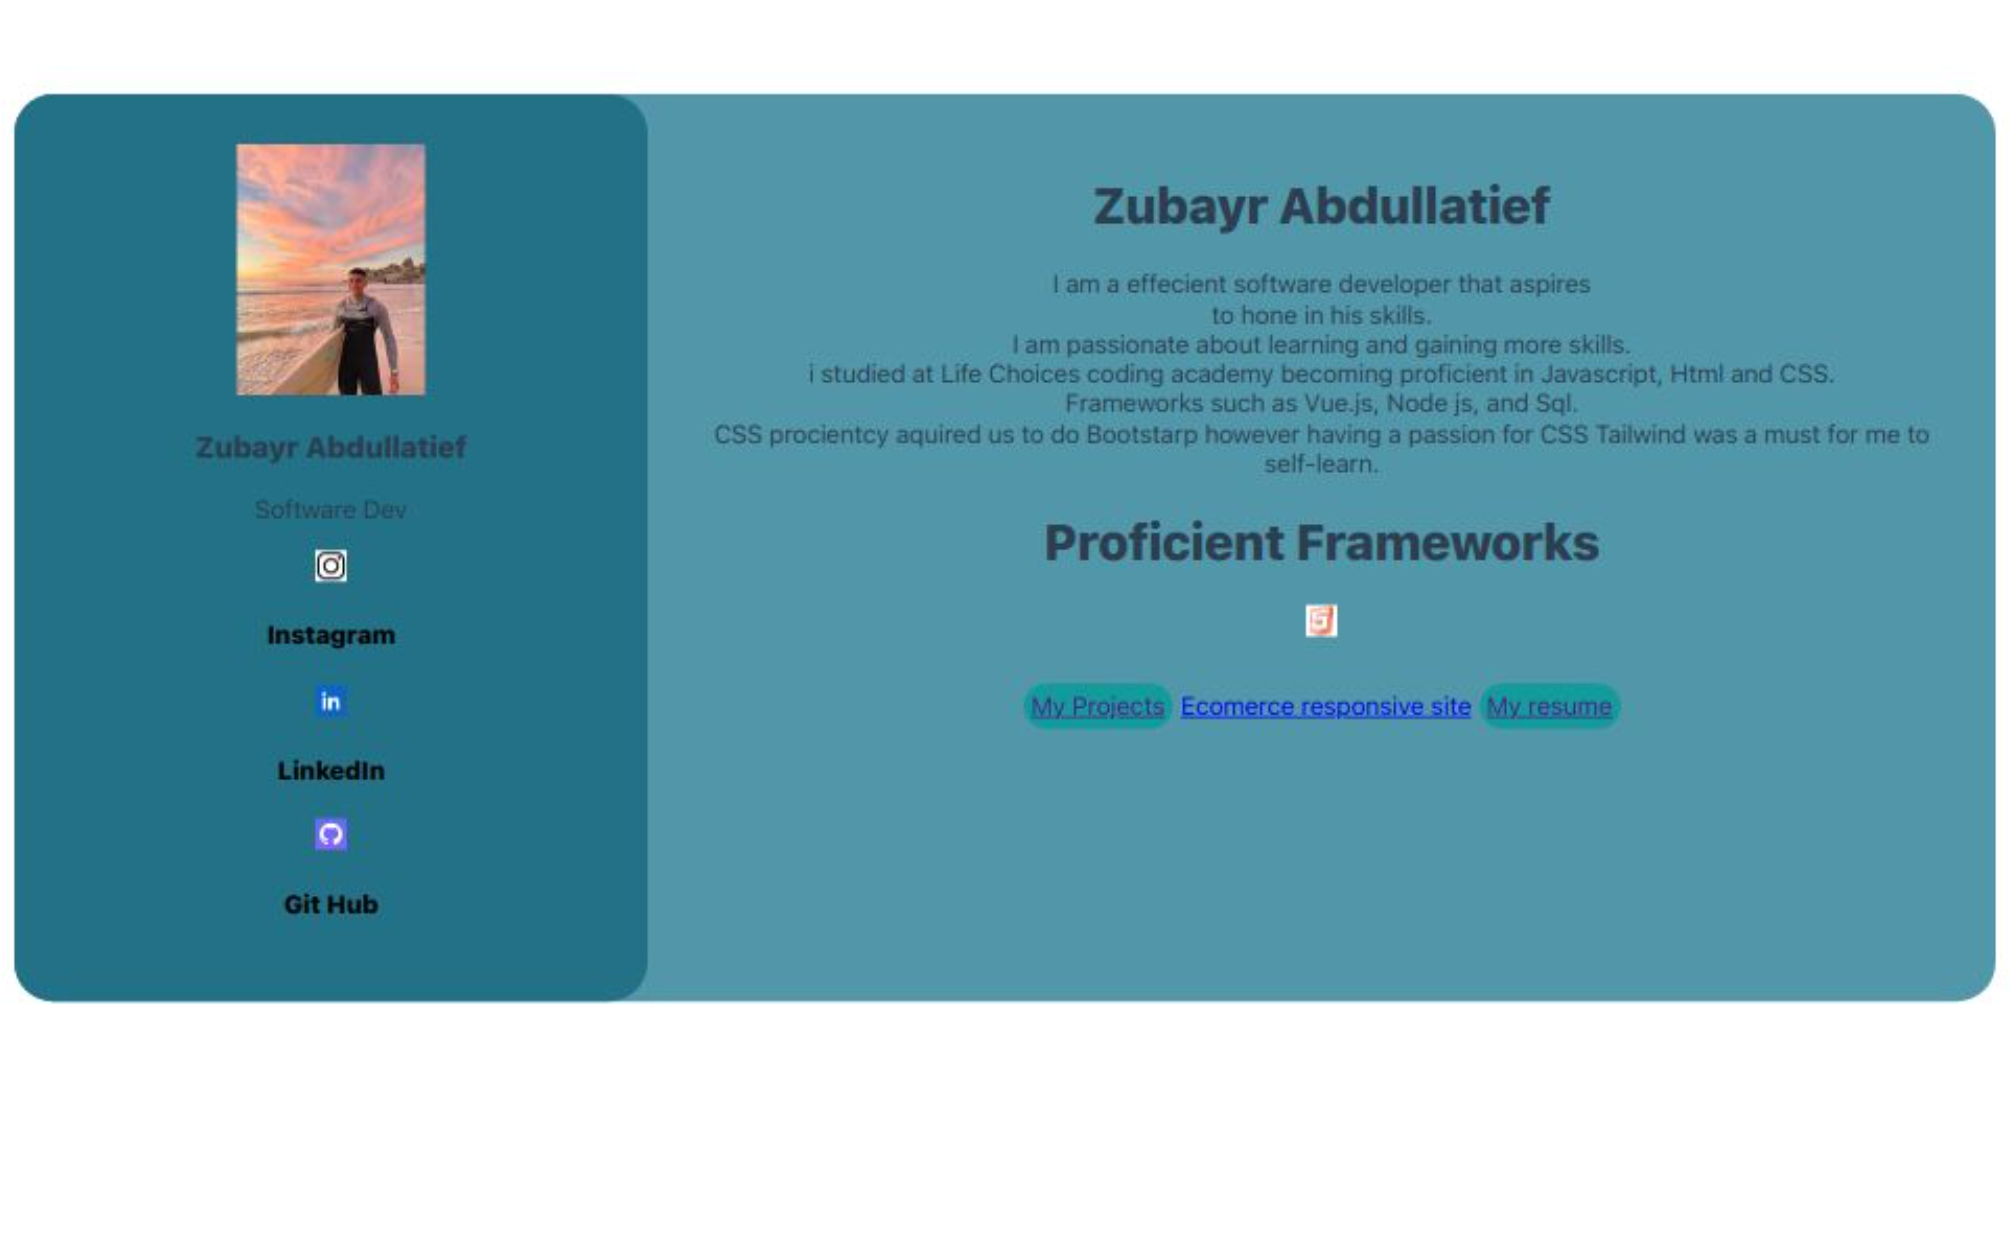 Zubayr Abdullatief
Software Dev
Instagram
in
LinkedIn
Git Hub
Zubayr Abdullatief
I am a effecient software developer that aspires
to hone in his skills.
I am passionate about learning and gaining more skills.
i studied at Life Choices coding academy becoming proficient in Javascript, Html and CSS.
Frameworks such as Vue.js, Node js, and Sql.
CSS procientcy aquired us to do Bootstarp however having a passion for CSS Tailwind was a must for me to
self-learn.
Proficient Frameworks
5
My Projects Ecomerce responsive site My resume